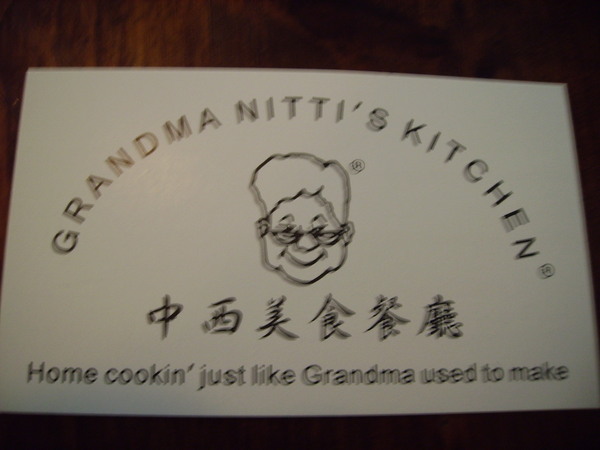 GRANDMA NITTI'S KITCHEN®
®
中西美食餐廳
Home cookin' just like Grandma used to make